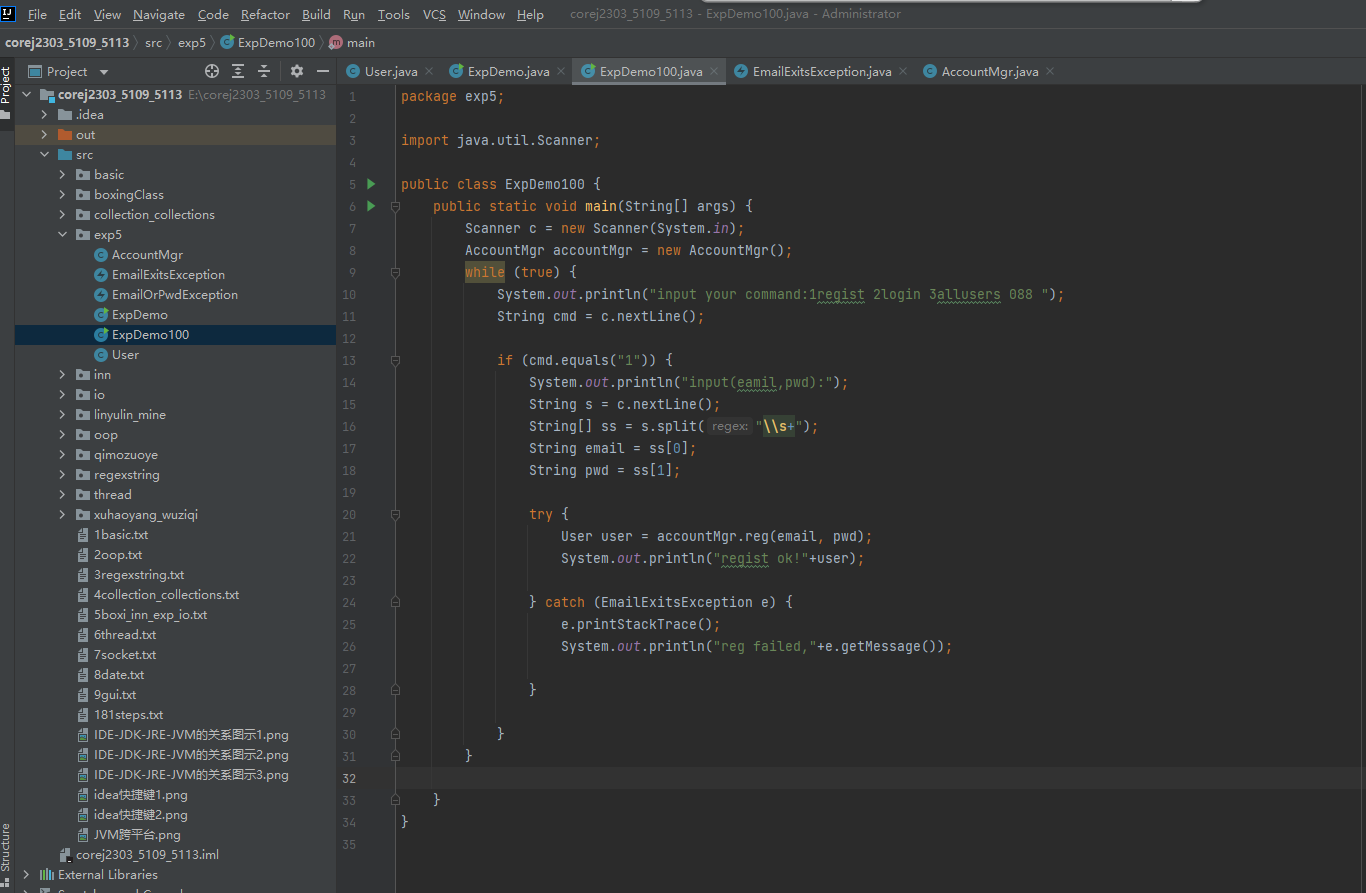 File Edit View Navigate Code Refactor Build Run Tools VCS Window Help corej2303_5109_5113 - ExpDemo100.java - Administrator
corej2303_5109_5113 src exp5 ExpDemo100 main
Project
Project
User.java ExpDemo.java ExpDemo100.java EmailExitsException.java AccountMgr.java
corej2303_5109_5113 E:\corej2303_5109_5113
.idea
out
src
basic
boxingClass
collection_collections
exp5
AccountMgr
EmailExitsException
EmailOrPwdException
ExpDemo
ExpDemo100
User
inn
io
linyulin_mine
oop
qimozuoye
regexstring
thread
xuhaoyang_wuziqi
1basic.txt
2oop.txt
3regexstring.txt
4collection_collections.txt
5boxi_inn_exp_io.txt
6thread.txt
7socket.txt
8date.txt
9gui.txt
181steps.txt
IDE-JDK-JRE-JVM的关系图示1.png
IDE-JDK-JRE-JVM的关系图示2.png
IDE-JDK-JRE-JVM的关系图示3.png
idea快捷键1.png
idea快捷键2.png
JVM跨平台.png
corej2303_5109_5113.iml
External Libraries
Structure
1 package exp5;
2
3 import java.util.Scanner;
4
5 public class ExpDemo100 {
6 public static void main(String[] args) {
7 Scanner c = new Scanner(System.in);
8 AccountMgr accountMgr = new AccountMgr();
9 while (true) {
10 System.out.println("input your command:1regist 2login 3allusers 088 ");
11 String cmd = c.nextLine();
12
13 if (cmd.equals("1")) {
14 System.out.println("input(eamil,pwd):");
15 String s = c.nextLine();
16 String[] ss = s.split( regex: "\\s+");
17 String email = ss[0];
18 String pwd = ss[1];
19
20 try {
21 User user = accountMgr.reg(email, pwd);
22 System.out.println("regist ok!"+user);
23
24 } catch (EmailExitsException e) {
25 e.printStackTrace();
26 System.out.println("reg failed,"+e.getMessage());
27
28 }
29
30 }
31 }
32
33 }
34 }
35